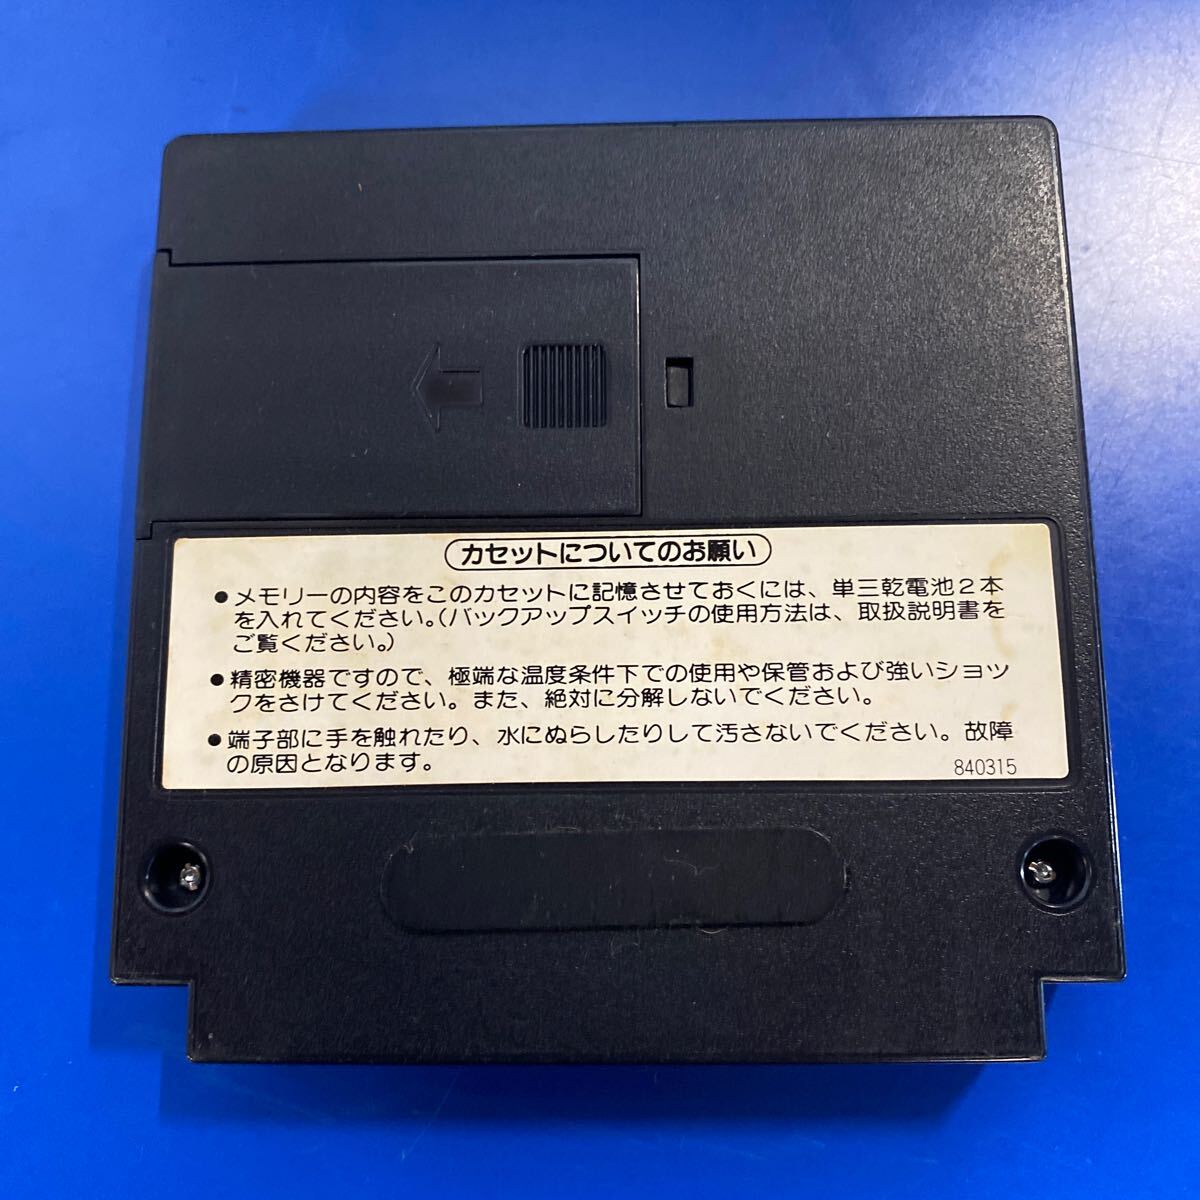 カセットについてのお願い
●メモリーの内容をこのカセットに記憶させておくには、単三乾電池2本
を入れてください。(バックアップスイッチの使用方法は、取扱説明書を
ご覧ください。)
●精密機器ですので、極端な温度条件下での使用や保管および強いショッ
クをさけてください。また、絶対に分解しないでください。
●端子部に手を触れたり、水にぬらしたりして汚さないでください。故障
の原因となります。
840315